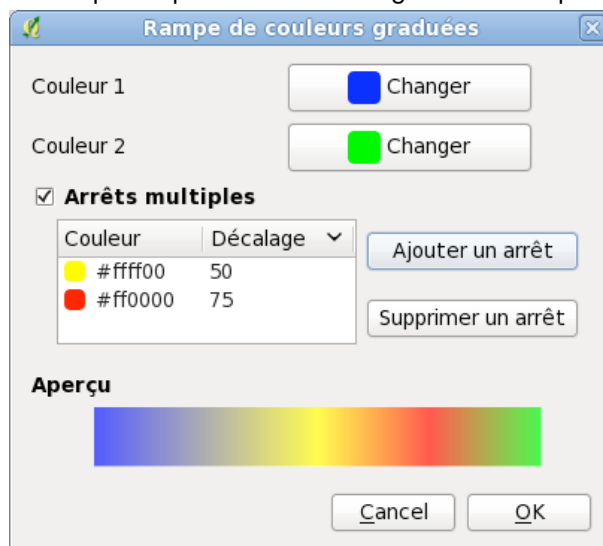 Rampe de couleurs graduées
Couleur 1 Changer
Couleur 2 Changer
Arrêts multiples
Couleur Décalage
#ffff00 50
#ff0000 75
Ajouter un arrêt
Supprimer un arrêt
Aperçu
Cancel OK